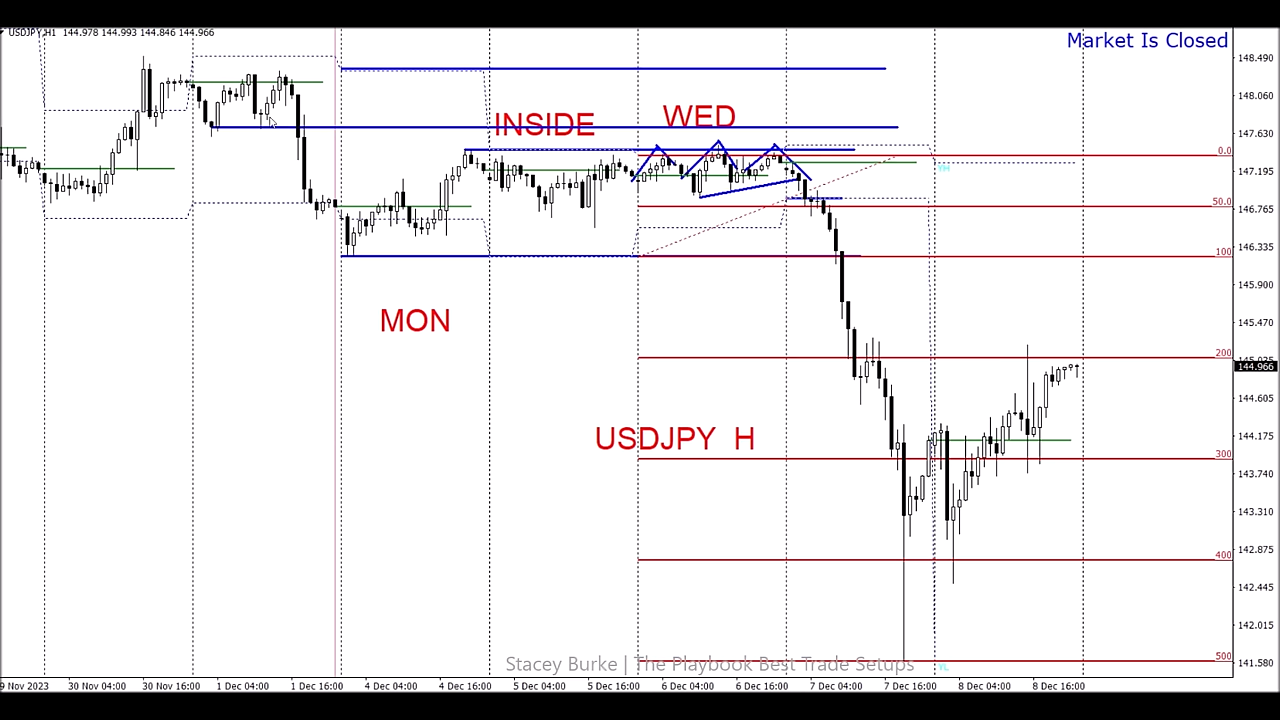 USDJPY,H1 144.978 144.993 144.846 144.966
Market Is Closed
148.490
148.060
147.630
147.195
146.765
146.335
145.900
145.470
144.966
144.605
144.175
143.740
143.310
142.875
142.445
142.015
141.580
INSIDE
WED
MON
USDJPY H
0.0
50.0
100
200
300
400
500
YH
YL
Stacey Burke | The Playbook Best Trade Setups
9 Nov 2023
30 Nov 04:00
30 Nov 16:00
1 Dec 04:00
1 Dec 16:00
4 Dec 04:00
4 Dec 16:00
5 Dec 04:00
5 Dec 16:00
6 Dec 04:00
6 Dec 16:00
7 Dec 04:00
7 Dec 16:00
8 Dec 04:00
8 Dec 16:00